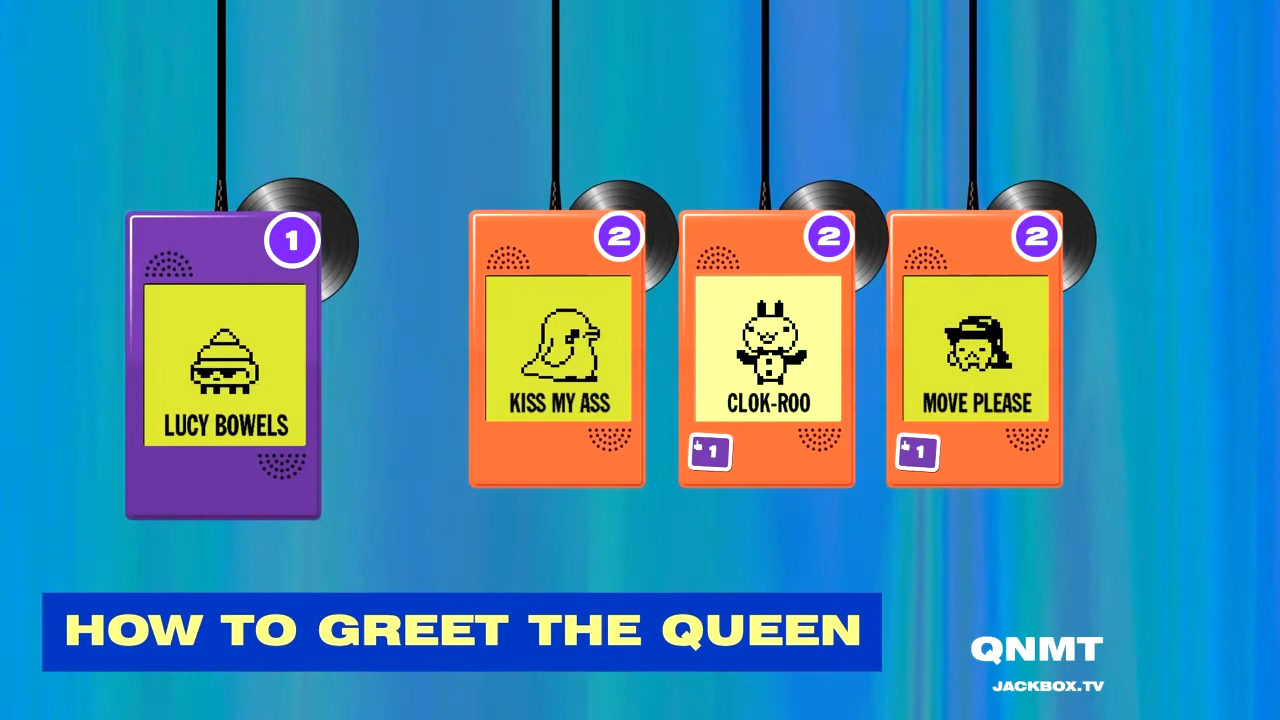 1
2
2
2
LUCY BOWELS
KISS MY ASS
CLOK-ROO
MOVE PLEASE
1
1
HOW TO GREET THE QUEEN
QNMT
JACKBOX.TV